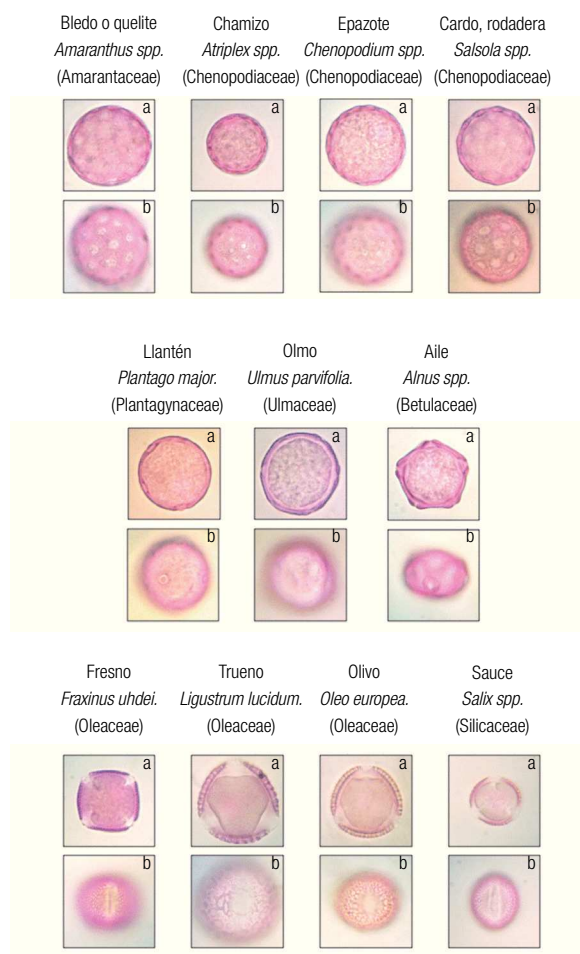 Bledo o quelite
Amaranthus spp.
(Amarantaceae)
Chamizo
Atriplex spp.
(Chenopodiaceae)
Epazote
Chenopodium spp.
(Chenopodiaceae)
Cardo, rodadera
Salsola spp.
(Chenopodiaceae)
a
a
a
a
b
b
b
b
Llantén
Plantago major.
(Plantagynaceae)
Olmo
Ulmus parvifolia.
(Ulmaceae)
Aile
Alnus spp.
(Betulaceae)
a
a
a
b
b
b
Fresno
Fraxinus uhdei.
(Oleaceae)
Trueno
Ligustrum lucidum.
(Oleaceae)
Olivo
Oleo europea.
(Oleaceae)
Sauce
Salix spp.
(Silicaceae)
a
a
a
a
b
b
b
b